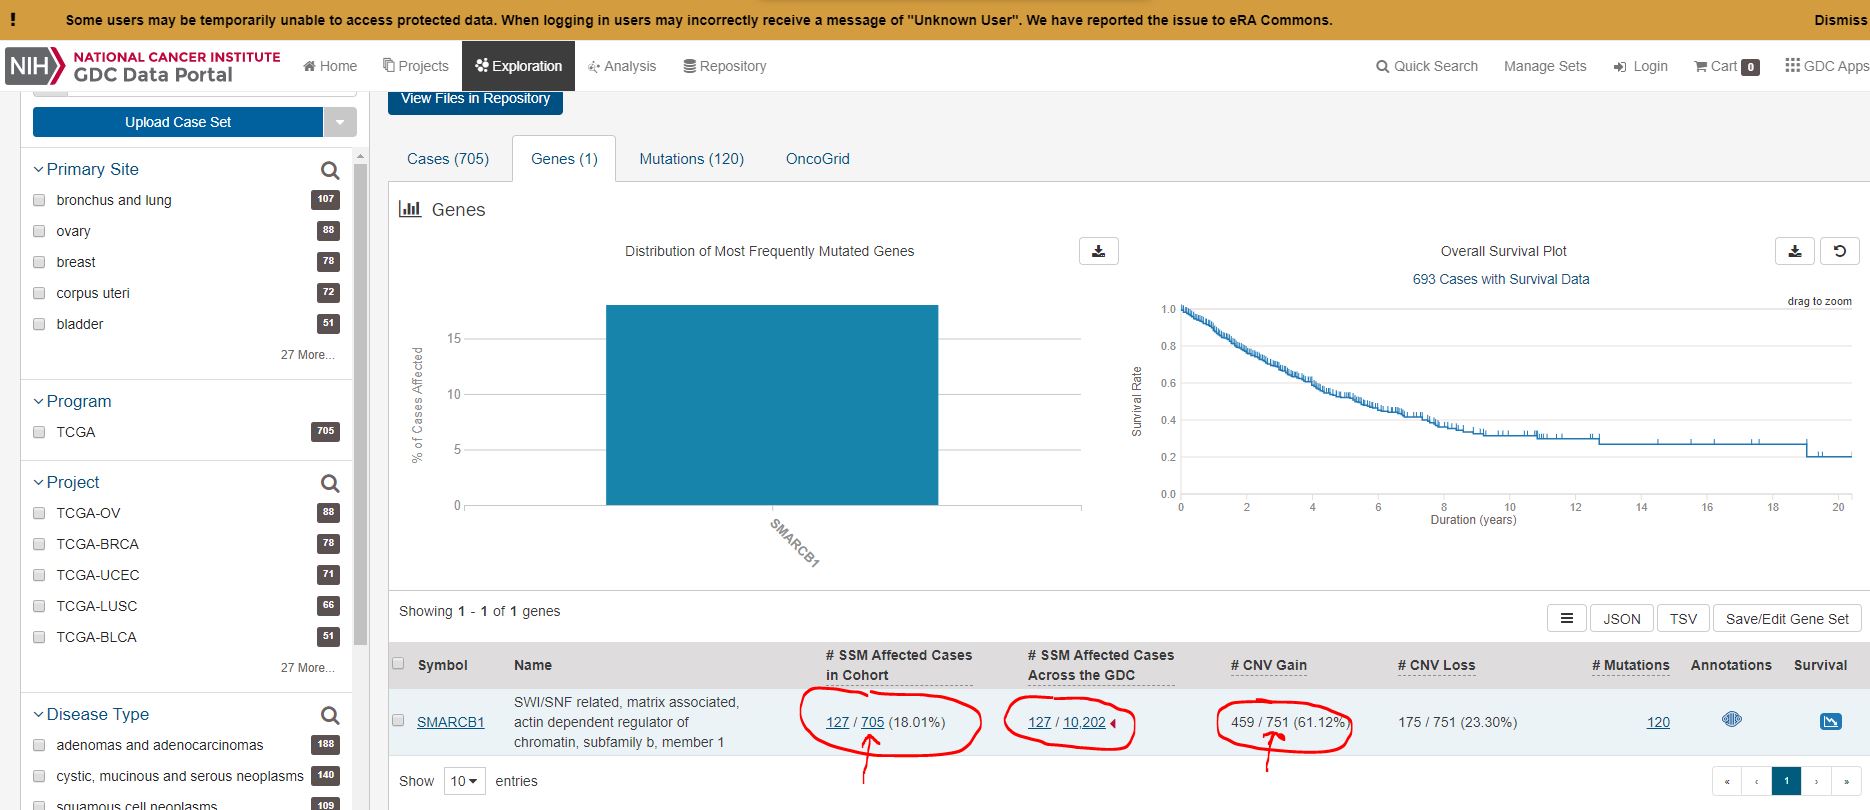 ! Some users may be temporarily unable to access protected data. When logging in users may incorrectly receive a message of "Unknown User". We have reported the issue to eRA Commons. Dismiss
NIH NATIONAL CANCER INSTITUTE
GDC Data Portal
Home Projects Exploration Analysis Repository Quick Search Manage Sets Login Cart 0 GDC Apps
View Files in Repository
Upload Case Set
Cases (705) Genes (1) Mutations (120) OncoGrid
Primary Site
bronchus and lung 107
ovary 88
breast 78
corpus uteri 72
bladder 51
27 More...
Program
TCGA 705
Project
TCGA-OV 88
TCGA-BRCA 78
TCGA-UCEC 71
TCGA-LUSC 66
TCGA-BLCA 51
27 More...
Disease Type
adenomas and adenocarcinomas 188
cystic, mucinous and serous neoplasms 140
squamous cell neoplasms 109
Genes
Distribution of Most Frequently Mutated Genes
% of Cases Affected
15
10
5
0
SMARCB1
Overall Survival Plot
693 Cases with Survival Data
drag to zoom
Survival Rate
1.0
0.8
0.6
0.4
0.2
0.0
0 2 4 6 8 10 12 14 16 18 20
Duration (years)
Showing 1 - 1 of 1 genes
JSON TSV Save/Edit Gene Set
Symbol Name # SSM Affected Cases in Cohort # SSM Affected Cases Across the GDC # CNV Gain # CNV Loss # Mutations Annotations Survival
SMARCB1 SWI/SNF related, matrix associated, actin dependent regulator of chromatin, subfamily b, member 1 127 / 705 (18.01%) 127 / 10,202 459 / 751 (61.12%) 175 / 751 (23.30%) 120
Show 10 entries
« ‹ 1 › »